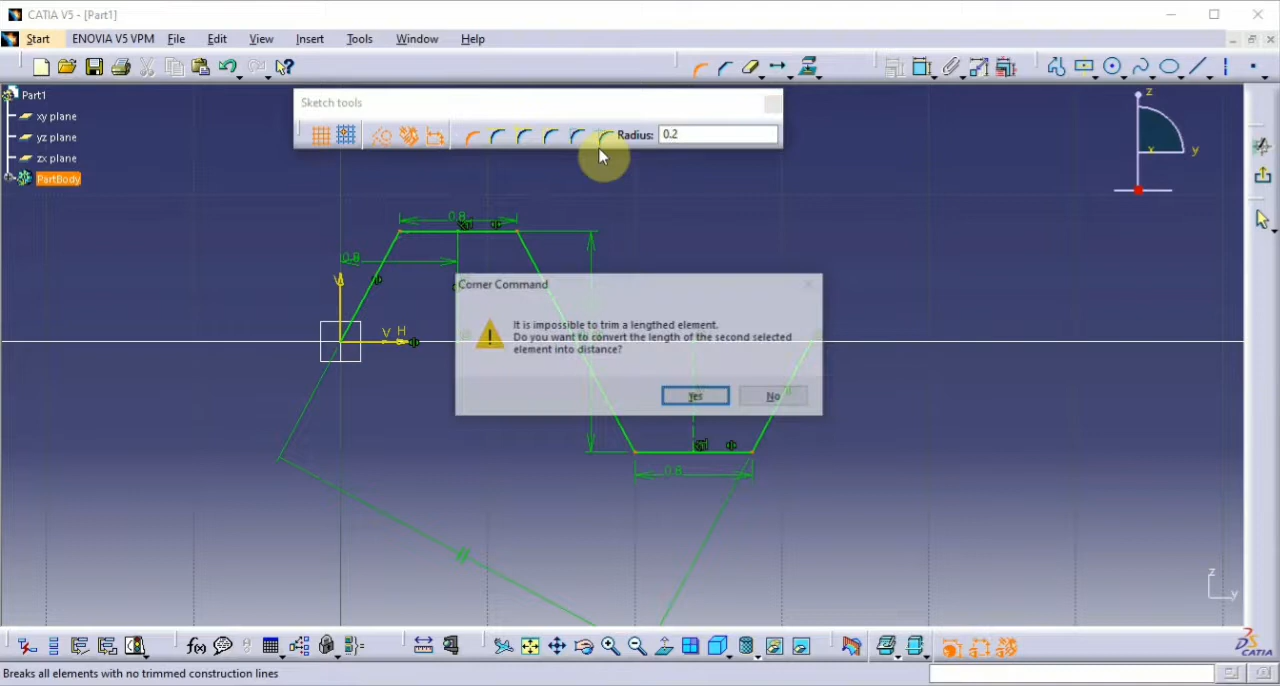 CATIA V5 - [Part1]
Start ENOVIA V5 VPM File Edit View Insert Tools Window Help
Part1
xy plane
yz plane
zx plane
PartBody
Sketch tools
Radius: 0.2
z
x
y
0.8
0.8
V H
Corner Command
It is impossible to trim a lengthed element.
Do you want to convert the length of the second selected
element into distance?
Yes No
0.8
z
y
f(x)
CATIA
Breaks all elements with no trimmed construction lines